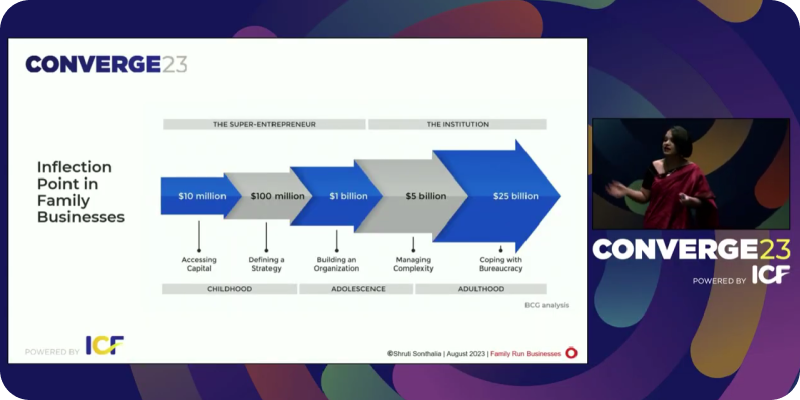 CONVERGE23
THE SUPER-ENTREPRENEUR
THE INSTITUTION
Inflection
Point in
Family
Businesses
$10 million
$100 million
$1 billion
$5 billion
$25 billion
Accessing
Capital
Defining a
Strategy
Building an
Organization
Managing
Complexity
Coping with
Bureaucracy
CHILDHOOD
ADOLESCENCE
ADULTHOOD
BCG analysis
POWERED BY ICF
©Shruti Sonthalia | August 2023 | Family Run Businesses
CONVERGE23
POWERED BY ICF